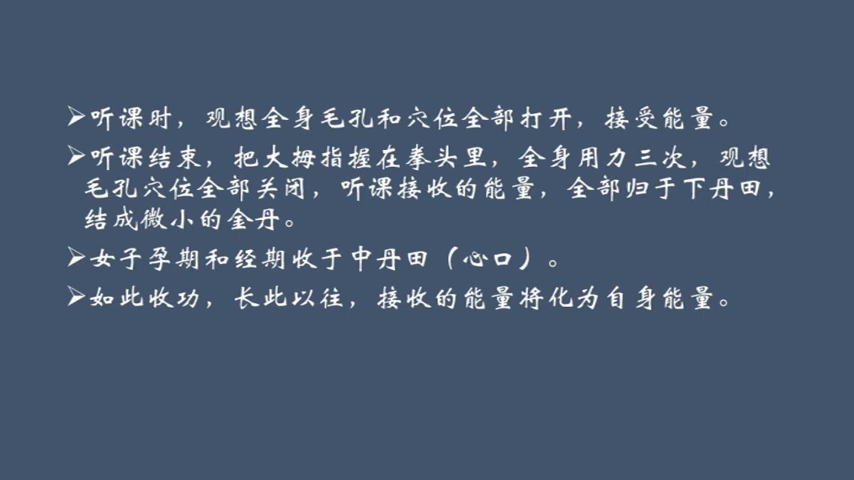 ➢听课时，观想全身毛孔和穴位全部打开，接受能量。
➢听课结束，把大拇指握在拳头里，全身用力三次，观想
毛孔穴位全部关闭，听课接收的能量，全部归于下丹田，
结成微小的金丹。
➢女子孕期和经期收于中丹田（心口）。
➢如此收功，长此以往，接收的能量将化为自身能量。